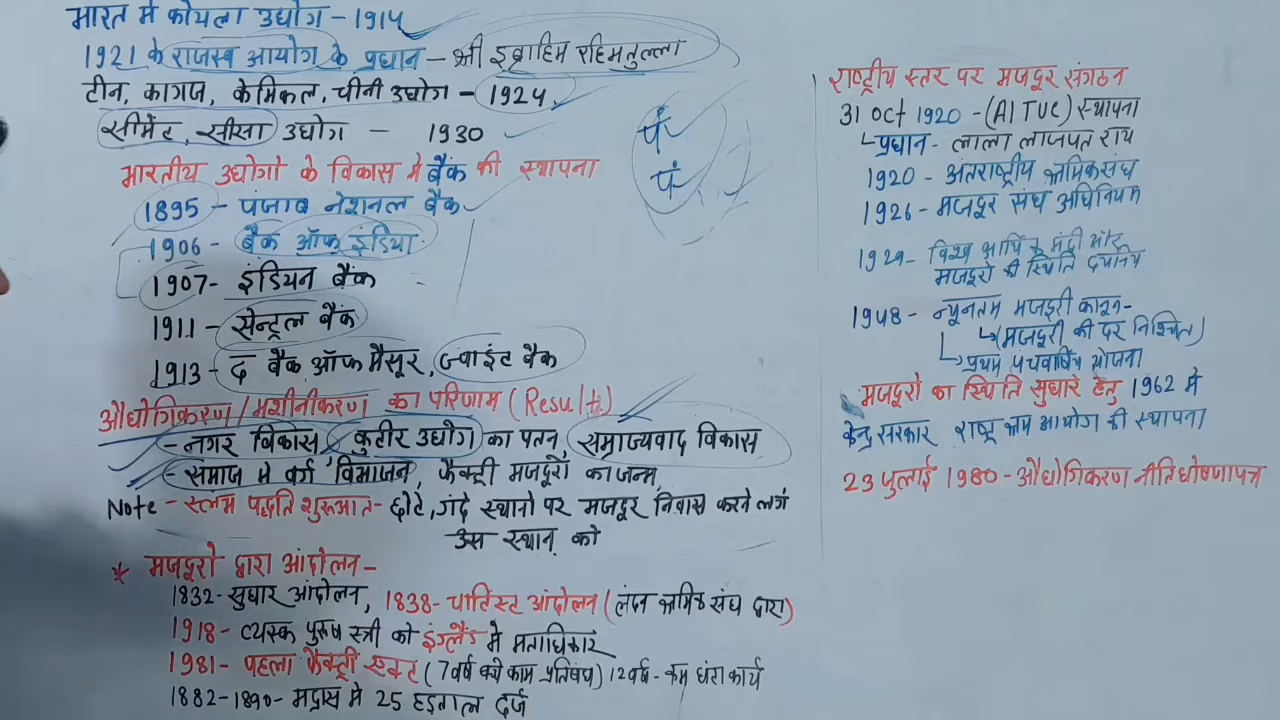 भारत मे कोयला उद्योग - 1914
1921 के राजस्व आयोग के प्रधान - श्री इब्राहिम रहिमतुल्ला
टीन, कागज, केमिकल, चीनी उद्योग - 1924
सीमेंट, सीसा उद्योग - 1930
भारतीय उद्योगो के विकास मे बैंक की स्थापना
1895 - पंजाब नेशनल बैंक
1906 - बैंक ऑफ इंडिया
1907 - इंडियन बैंक
1911 - सेन्ट्रल बैंक
1913 - द बैंक ऑफ मैसूर, ज्वाइंट बैंक
औद्योगिकरण/मशीनीकरण का परिणाम (Result)
- नगर विकास, कुटीर उद्योग का पतन, सम्राज्यवाद विकास
- समाज मे वर्ग विभाजन, फैक्ट्री मजदूरों का जन्म
Note - स्लम पद्धति शुरूआत - छोटे, गंदे स्थानो पर मजदूर निवास करने लगे
उस स्थान को
* मजदूरो द्वारा आंदोलन -
1832 - सुधार आंदोलन, 1838 - चार्टिस्ट आंदोलन (लंदन श्रमिक संघ द्वारा)
1918 - व्यस्क पुरूष स्त्री को इंग्लैंड मे मताधिकार
1981 - पहला फैक्ट्री एक्ट (7 वर्ष बच्चे काम प्रतिबंध) 12 वर्ष - कम घंटा कार्य
1882-1890 - मद्रास मे 25 हड़ताल दर्ज
पं
पं
राष्ट्रीय स्तर पर मजदूर संगठन
31 Oct 1920 - (AITUC) स्थापना
प्रधान - लाला लाजपत राय
1920 - अंतराष्ट्रीय श्रमिकसंघ
1926 - मजदूर संघ अधिनियम
1929 - विश्व आर्थिक मंदी और
मजदूरो की स्थिति दयनिय
1948 - न्यूनतम मजदूरी कानून -
(मजदूरी की दर निश्चित)
प्रथम पंचवार्षिय योजना
मजदूरो का स्थिति सुधारे हेतु 1962 मे
केन्द्र सरकार राष्ट्र श्रम आयोग की स्थापना
23 जुलाई 1980 - औद्योगिकरण नीति घोषणापत्र